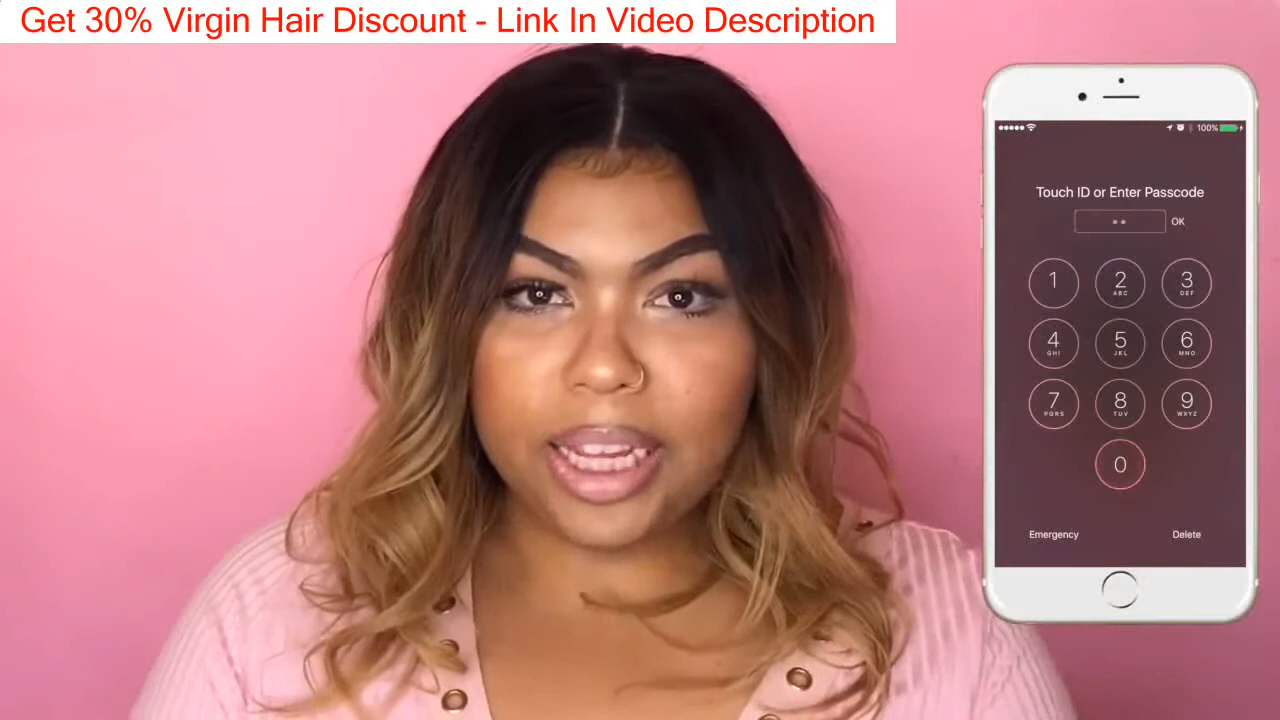 Get 30% Virgin Hair Discount - Link In Video Description
100%
Touch ID or Enter Passcode
OK
1 2 3
ABC DEF
4 5 6
GHI JKL MNO
7 8 9
PQRS TUV WXYZ
0
Emergency Delete